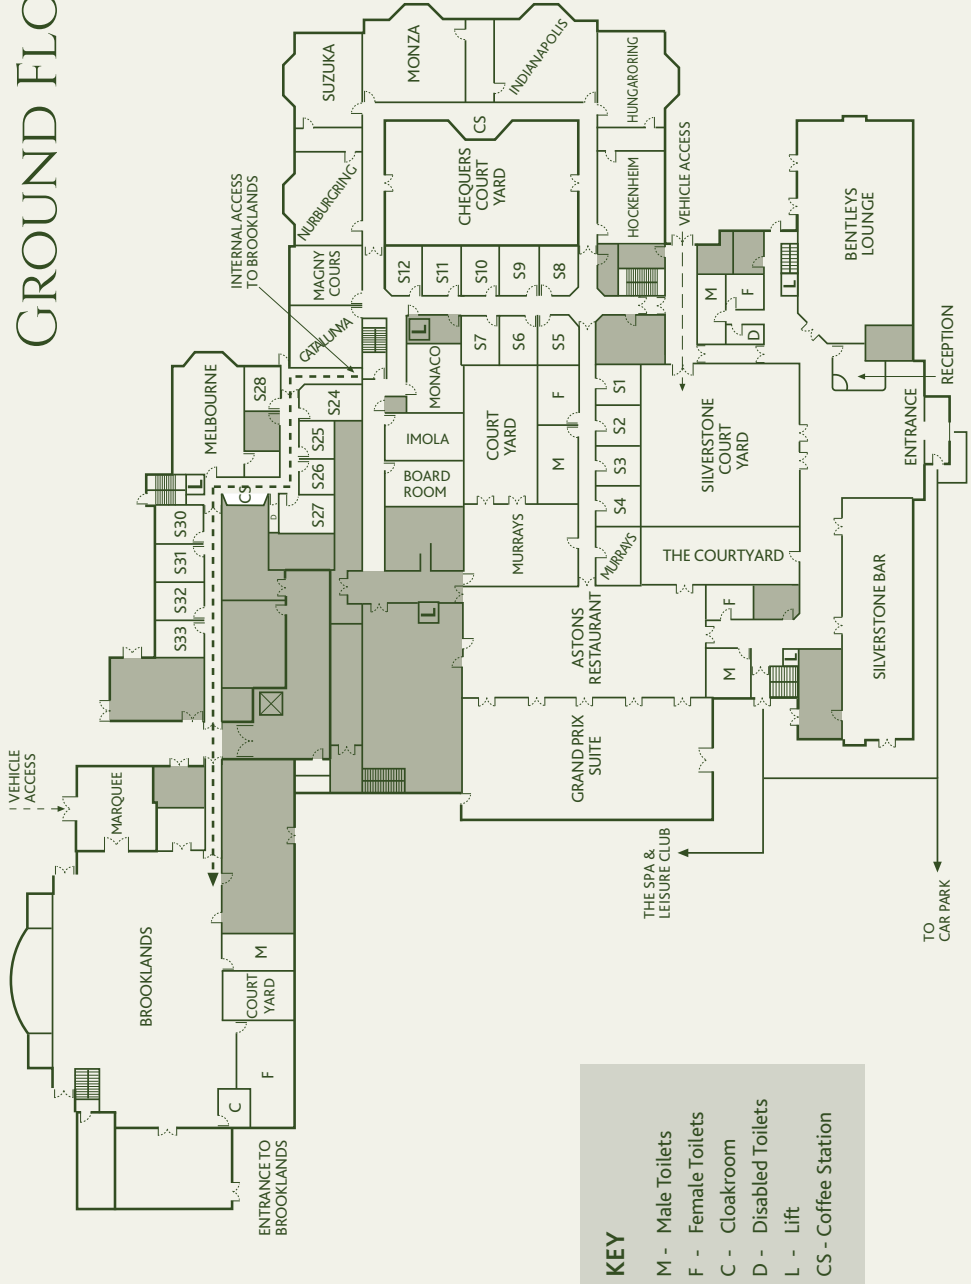 GROUND FLO
SUZUKA
MONZA
INDIANAPOLIS
HUNGARORING
CS
NURBURGRING
INTERNAL ACCESS
TO BROOKLANDS
CHEQUERS
COURT
YARD
HOCKENHEIM
VEHICLE ACCESS
BENTLEYS
LOUNGE
MAGNY
COURS
S12
S11
S10
S9
S8
M
F
D
L
CATALUNYA
L
MONACO
S7
S6
S5
RECEPTION
MELBOURNE
S28
S24
S25
S26
S27
IMOLA
BOARD
ROOM
COURT
YARD
F
M
S1
S2
S3
S4
SILVERSTONE
COURT
YARD
ENTRANCE
L
CS
D
S30
S31
S32
S33
MURRAYS
MURRAYS
THE COURTYARD
L
ASTONS
RESTAURANT
F
M
L
SILVERSTONE BAR
GRAND PRIX
SUITE
VEHICLE
ACCESS
MARQUEE
THE SPA &
LEISURE CLUB
TO
CAR PARK
BROOKLANDS
M
COURT
YARD
F
C
ENTRANCE TO
BROOKLANDS
KEY
M - Male Toilets
F - Female Toilets
C - Cloakroom
D - Disabled Toilets
L - Lift
CS - Coffee Station